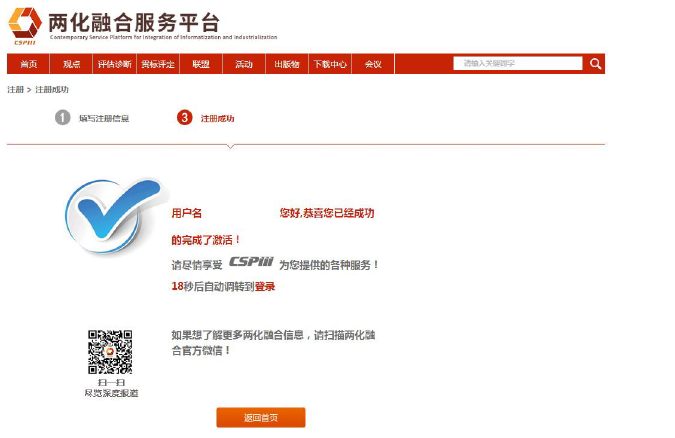 两化融合服务平台
Contemporary Service Platform for Integration of Informatization and Industrialization
CSPIII
首页 观点 评估诊断 贯标评定 联盟 活动 出版物 下载中心 会议 请输入关键字
注册 > 注册成功
1 填写注册信息 3 注册成功
用户名 您好,恭喜您已经成功
的完成了激活！
请尽情享受 CSPIII 为您提供的各种服务！
18秒后自动调转到登录
如果想了解更多两化融合信息，请扫描两化融
合官方微信！
扫一扫
尽览深度报道
返回首页